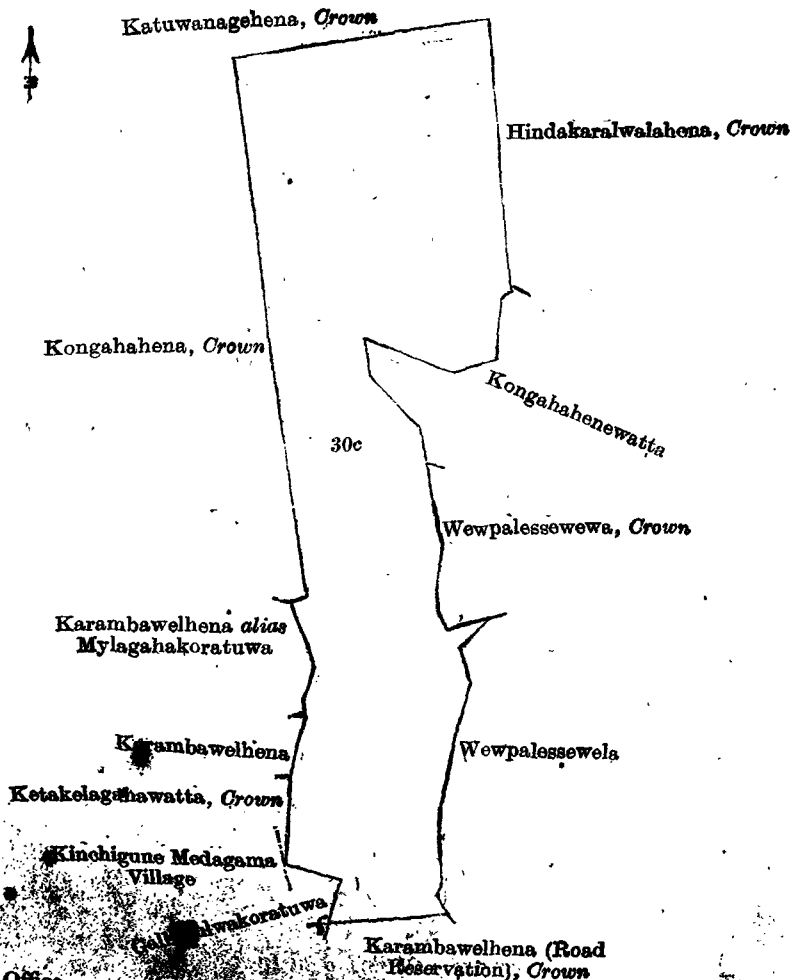 Katuwanagehena, Crown
Hindakaralwalahena, Crown
Kongahahena, Crown
Kongahahenewatta
30c
Wewpalessewewa, Crown
Karambawelhena alias
Mylagahakoratuwa
Karambawelhena
Wewpalessewela
Ketakelagahawatta, Crown
Kinchigune Medagama
Village
Karambawelhena (Road
Reservation), Crown